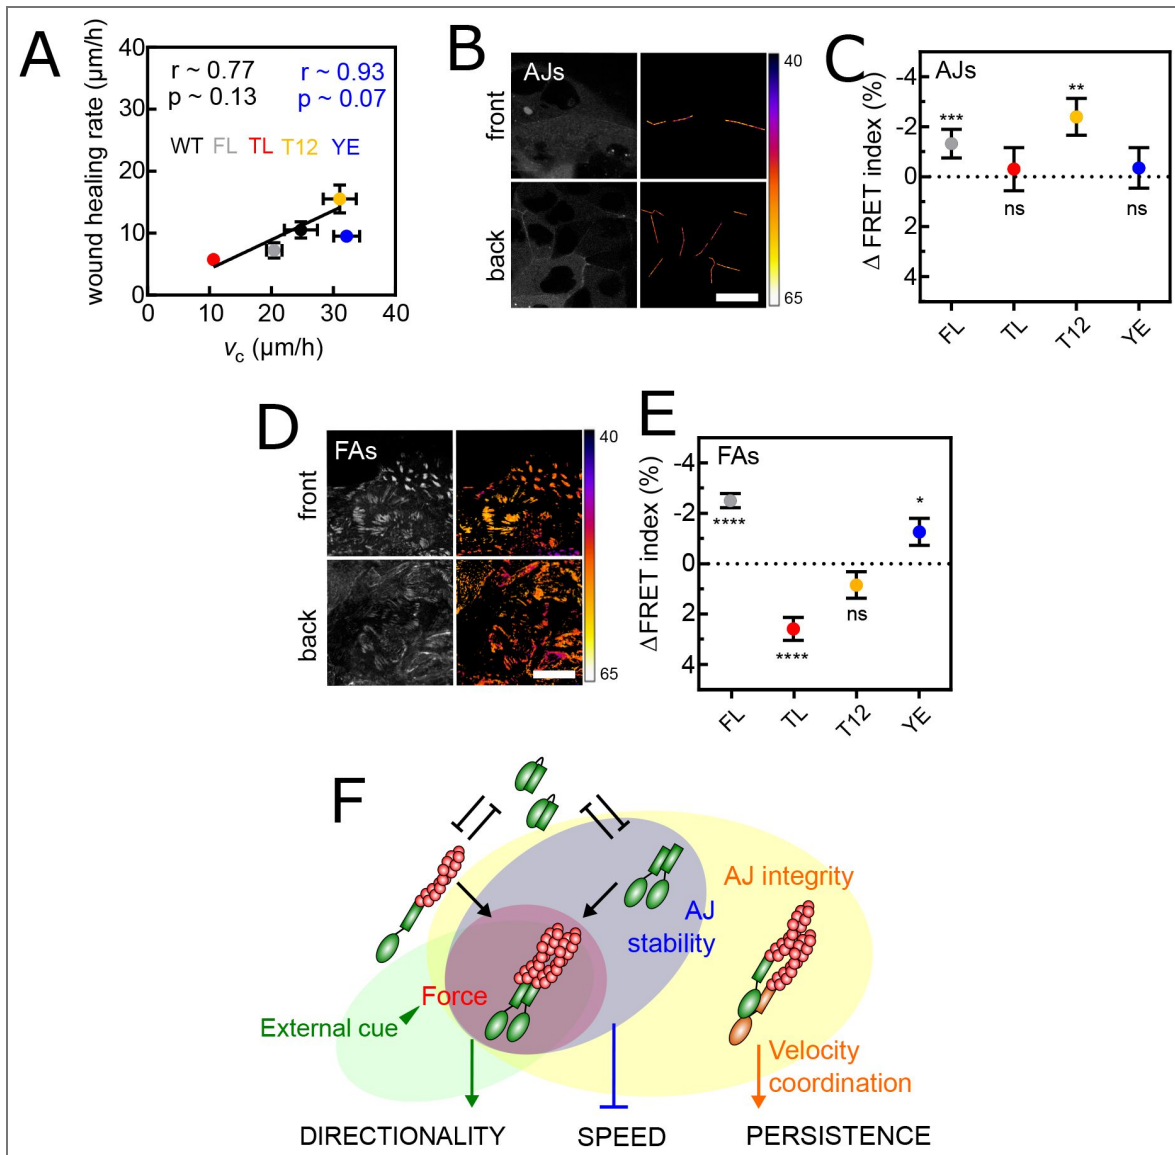 A
wound healing rate (µm/h)
40
30
20
10
0
r ~ 0.77
p ~ 0.13
r ~ 0.93
p ~ 0.07
WT FL TL T12 YE
0 10 20 30 40
vc (µm/h)
B
AJs
front
back
40
65
C
AJs
Δ FRET index (%)
-4
-2
0
2
4
***
ns
**
ns
FL TL T12 YE
D
FAs
front
back
40
65
E
FAs
ΔFRET index (%)
-4
-2
0
2
4
****
****
ns
*
FL TL T12 YE
F
AJ integrity
AJ
stability
Force
External cue
Velocity
coordination
DIRECTIONALITY SPEED PERSISTENCE